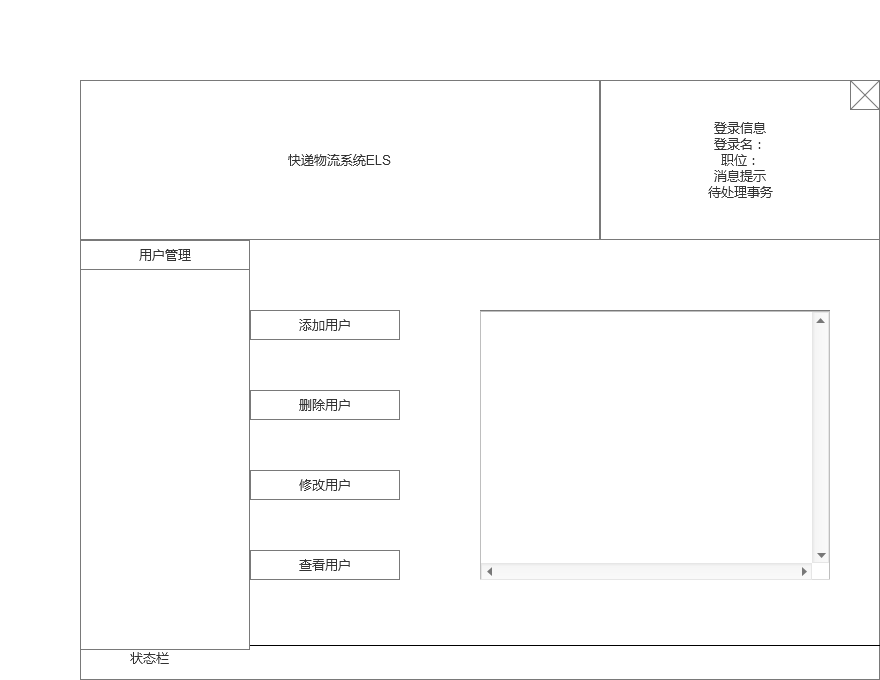 快递物流系统ELS
登录信息
登录名：
职位：
消息提示
待处理事务
用户管理
添加用户
删除用户
修改用户
查看用户
状态栏